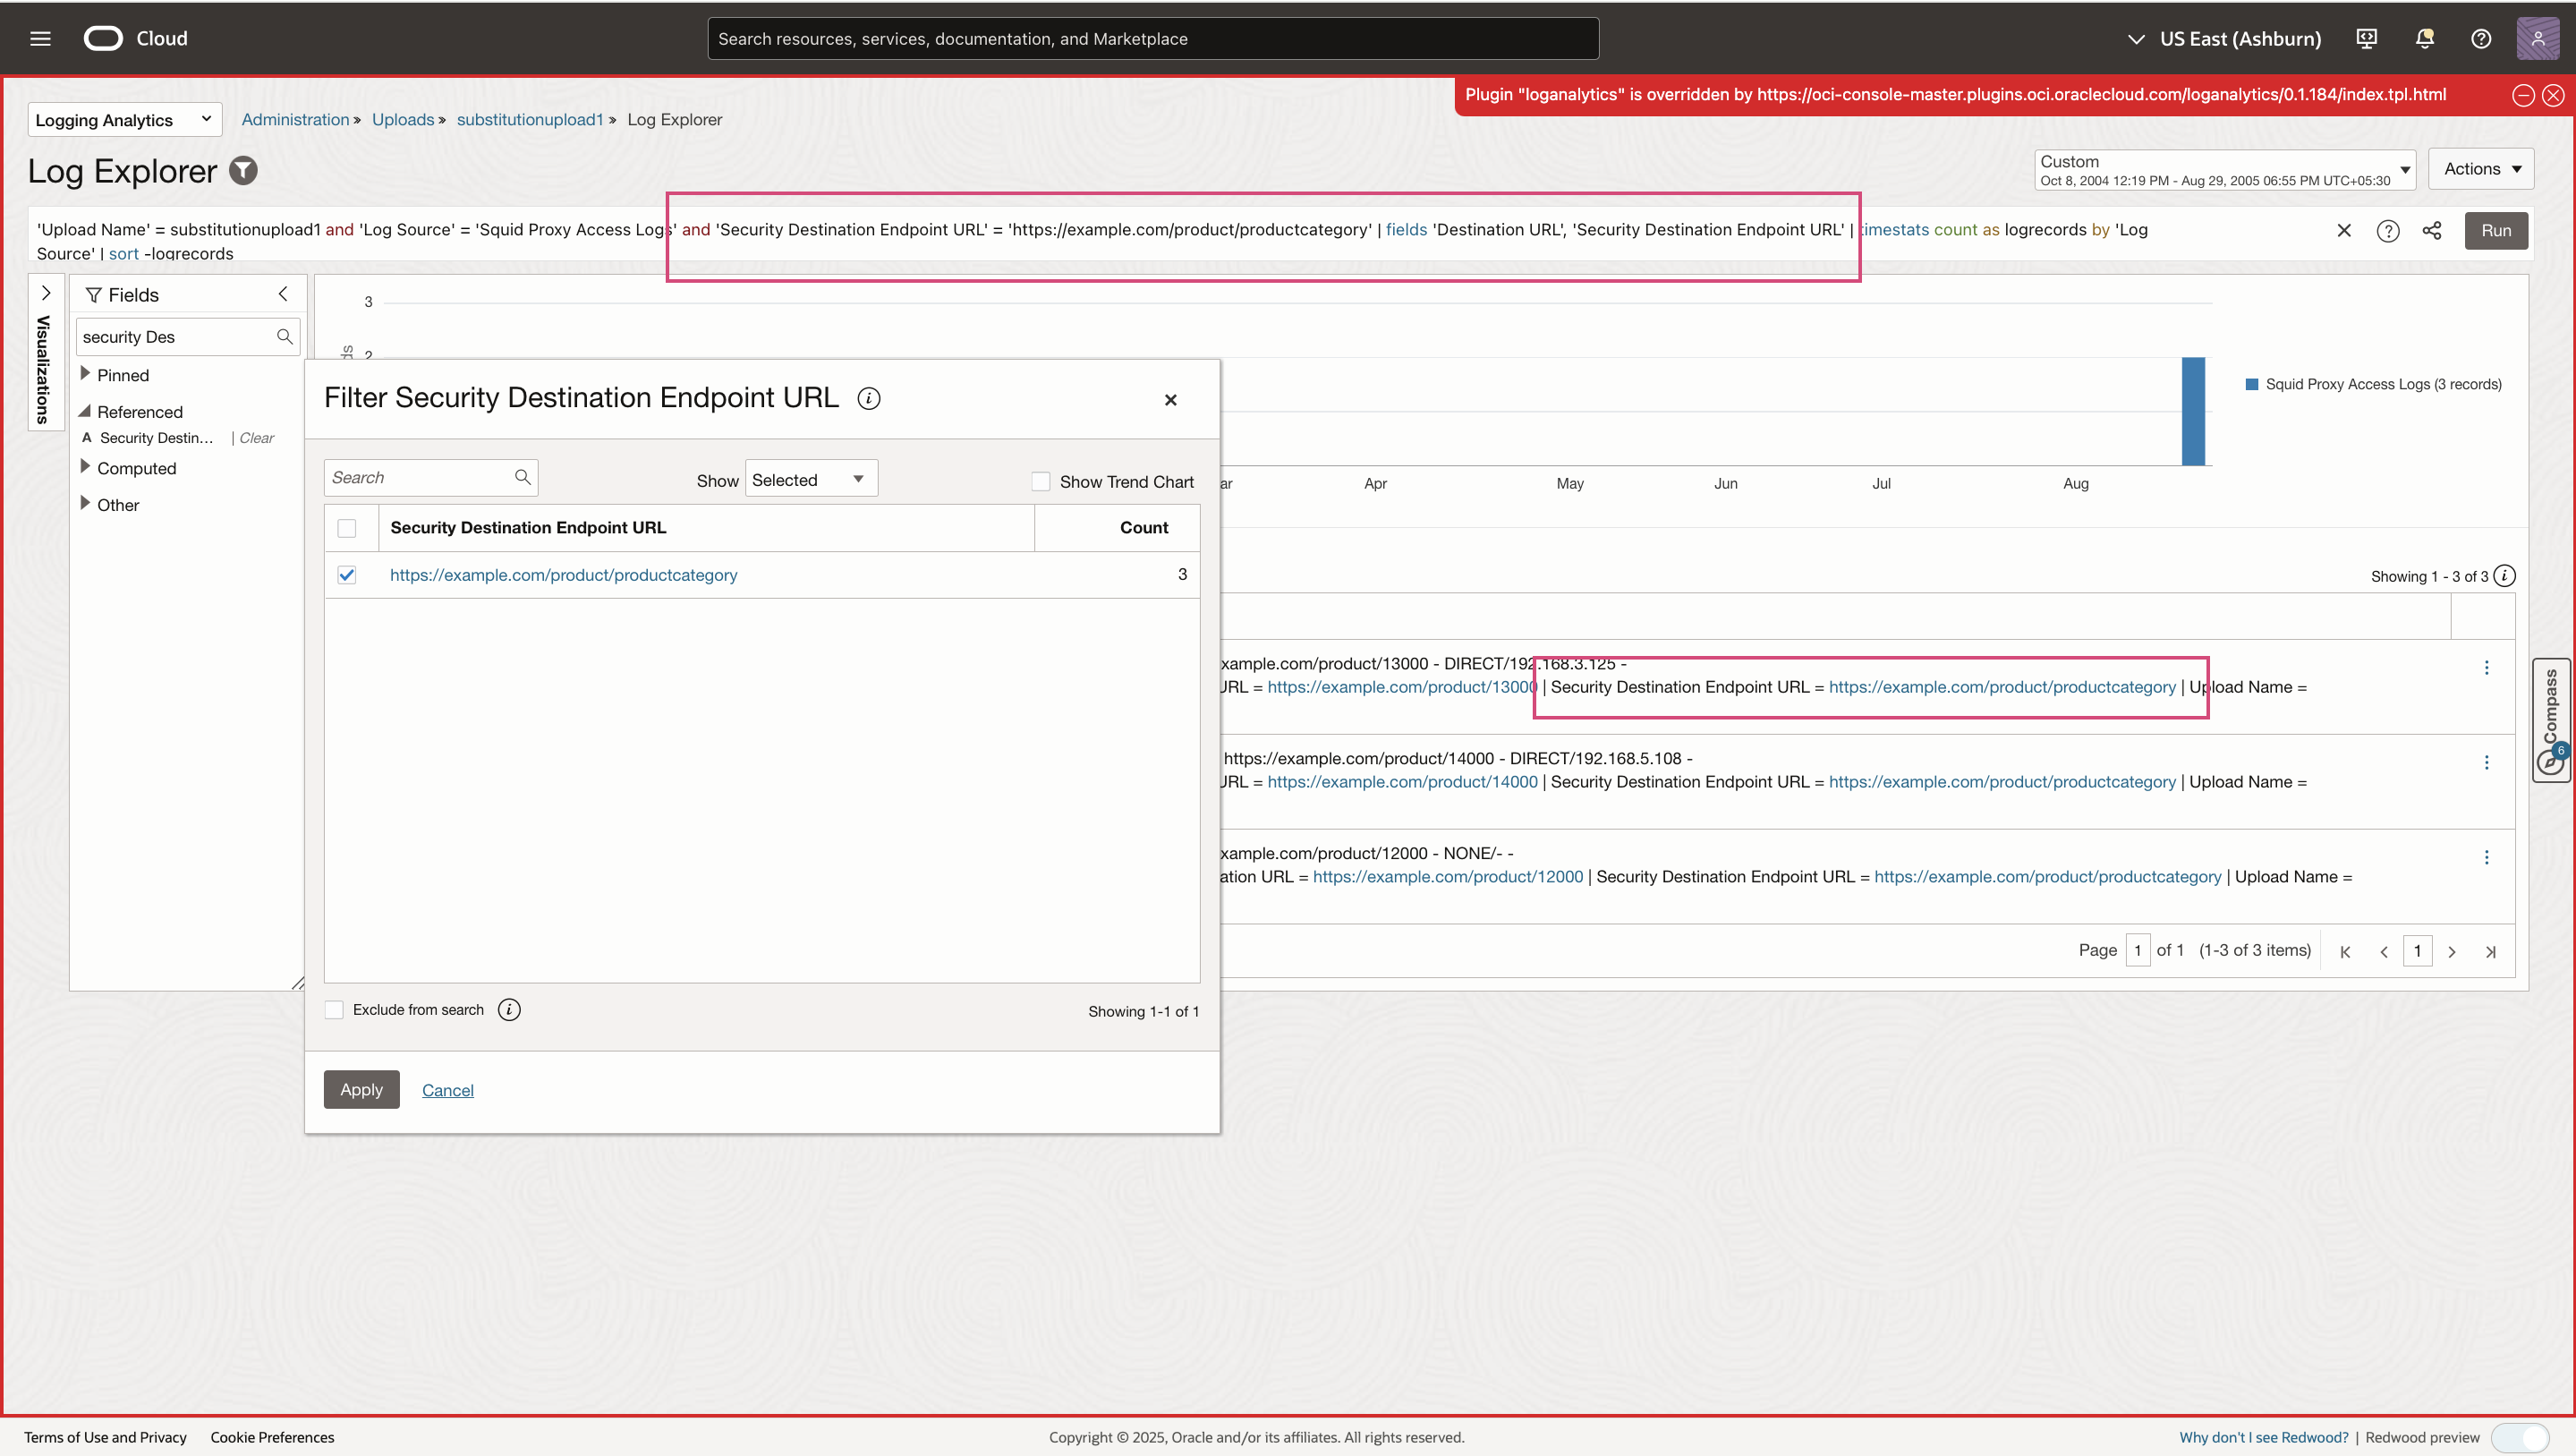 Cloud
Search resources, services, documentation, and Marketplace
US East (Ashburn)
Plugin "loganalytics" is overridden by https://oci-console-master.plugins.oci.oraclecloud.com/loganalytics/0.1.184/index.tpl.html
Logging Analytics
Administration » Uploads » substitutionupload1 » Log Explorer
Log Explorer
Custom
Oct 8, 2004 12:19 PM - Aug 29, 2005 06:55 PM UTC+05:30
Actions
'Upload Name' = substitutionupload1 and 'Log Source' = 'Squid Proxy Access Logs' and 'Security Destination Endpoint URL' = 'https://example.com/product/productcategory' | fields 'Destination URL', 'Security Destination Endpoint URL' | timestats count as logrecords by 'Log
Source' | sort -logrecords
Run
Visualizations
Fields
security Des
Pinned
Referenced
A Security Destin... | Clear
Computed
Other
3
2
ds
Squid Proxy Access Logs (3 records)
ar Apr May Jun Jul Aug
Filter Security Destination Endpoint URL
Search
Show Selected
Show Trend Chart
Security Destination Endpoint URL Count
https://example.com/product/productcategory 3
Exclude from search
Showing 1-1 of 1
Apply Cancel
Showing 1 - 3 of 3
xample.com/product/13000 - DIRECT/192.168.3.125 -
URL = https://example.com/product/13000 | Security Destination Endpoint URL = https://example.com/product/productcategory | Upload Name =
https://example.com/product/14000 - DIRECT/192.168.5.108 -
URL = https://example.com/product/14000 | Security Destination Endpoint URL = https://example.com/product/productcategory | Upload Name =
xample.com/product/12000 - NONE/- -
ation URL = https://example.com/product/12000 | Security Destination Endpoint URL = https://example.com/product/productcategory | Upload Name =
Page 1 of 1 (1-3 of 3 items) 1
Compass
6
Terms of Use and Privacy Cookie Preferences
Copyright © 2025, Oracle and/or its affiliates. All rights reserved.
Why don't I see Redwood? | Redwood preview